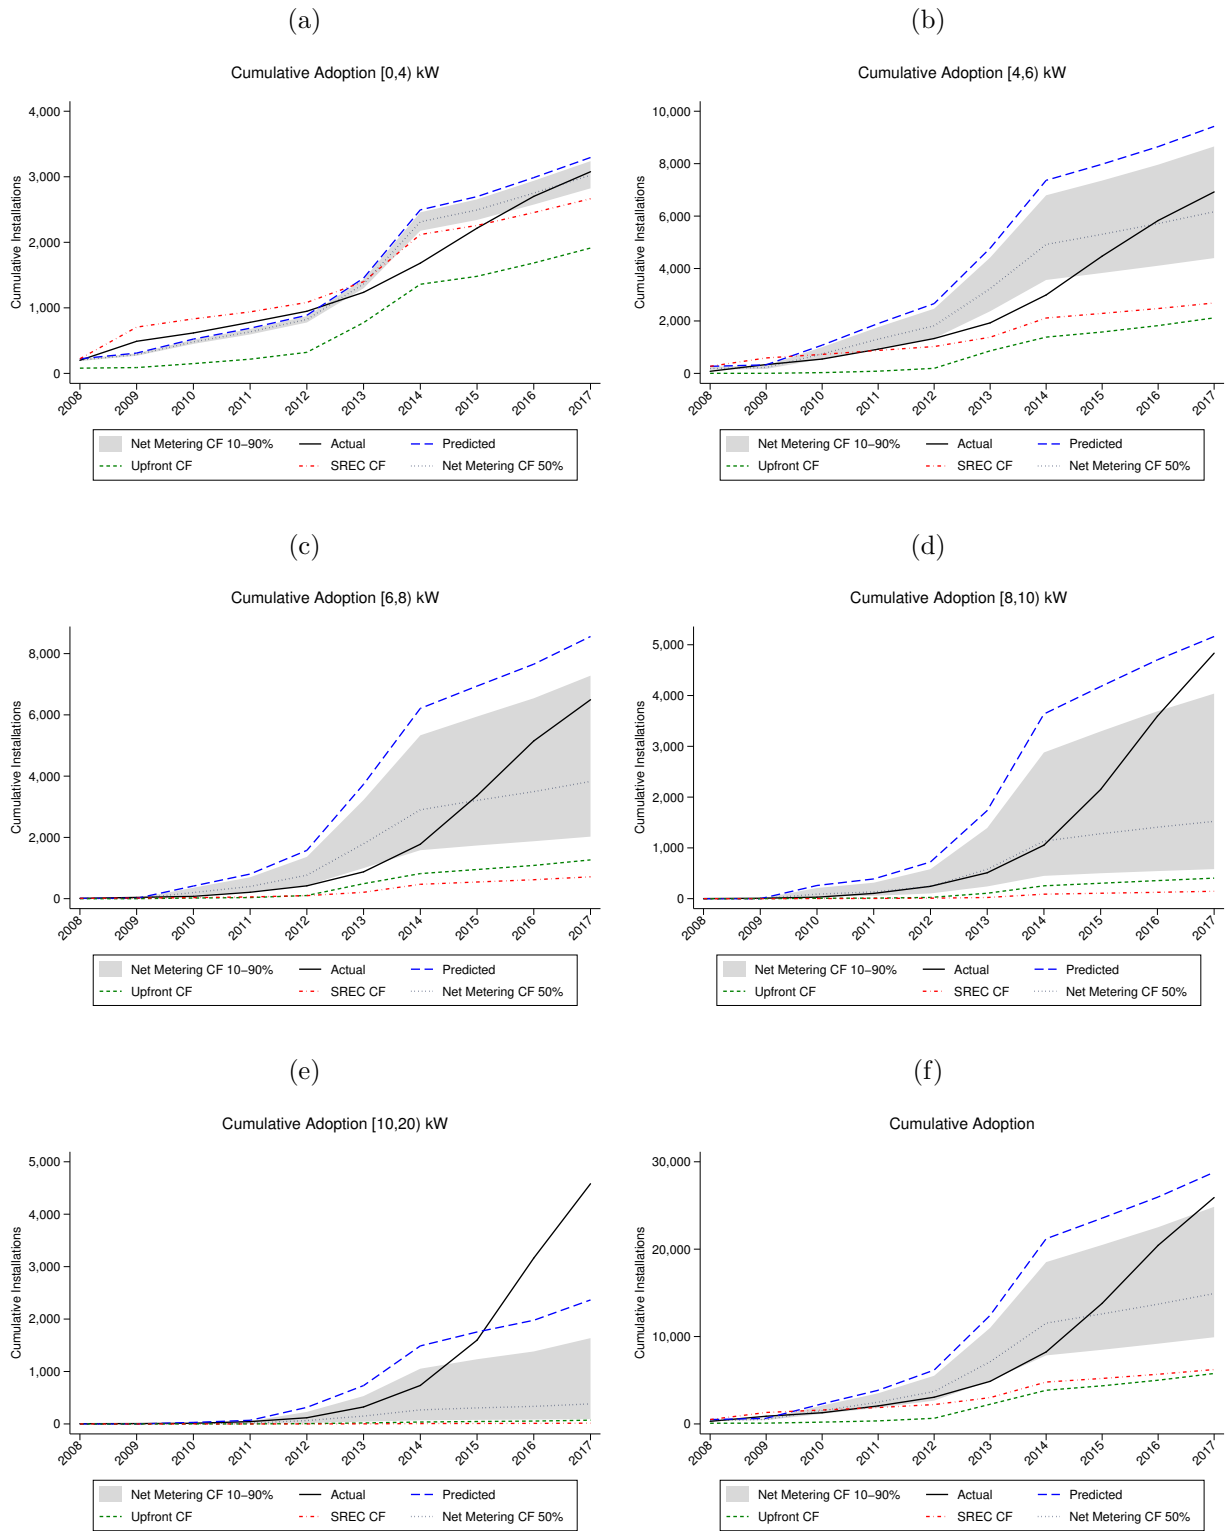 (a)
Cumulative Adoption [0,4) kW
Cumulative Installations
4,000
3,000
2,000
1,000
0
2008 2009 2010 2011 2012 2013 2014 2015 2016 2017
Net Metering CF 10−90% Actual Predicted
Upfront CF SREC CF Net Metering CF 50%
(b)
Cumulative Adoption [4,6) kW
Cumulative Installations
10,000
8,000
6,000
4,000
2,000
0
2008 2009 2010 2011 2012 2013 2014 2015 2016 2017
Net Metering CF 10−90% Actual Predicted
Upfront CF SREC CF Net Metering CF 50%
(c)
Cumulative Adoption [6,8) kW
Cumulative Installations
8,000
6,000
4,000
2,000
0
2008 2009 2010 2011 2012 2013 2014 2015 2016 2017
Net Metering CF 10−90% Actual Predicted
Upfront CF SREC CF Net Metering CF 50%
(d)
Cumulative Adoption [8,10) kW
Cumulative Installations
5,000
4,000
3,000
2,000
1,000
0
2008 2009 2010 2011 2012 2013 2014 2015 2016 2017
Net Metering CF 10−90% Actual Predicted
Upfront CF SREC CF Net Metering CF 50%
(e)
Cumulative Adoption [10,20) kW
Cumulative Installations
5,000
4,000
3,000
2,000
1,000
0
2008 2009 2010 2011 2012 2013 2014 2015 2016 2017
Net Metering CF 10−90% Actual Predicted
Upfront CF SREC CF Net Metering CF 50%
(f)
Cumulative Adoption
Cumulative Installations
30,000
20,000
10,000
0
2008 2009 2010 2011 2012 2013 2014 2015 2016 2017
Net Metering CF 10−90% Actual Predicted
Upfront CF SREC CF Net Metering CF 50%